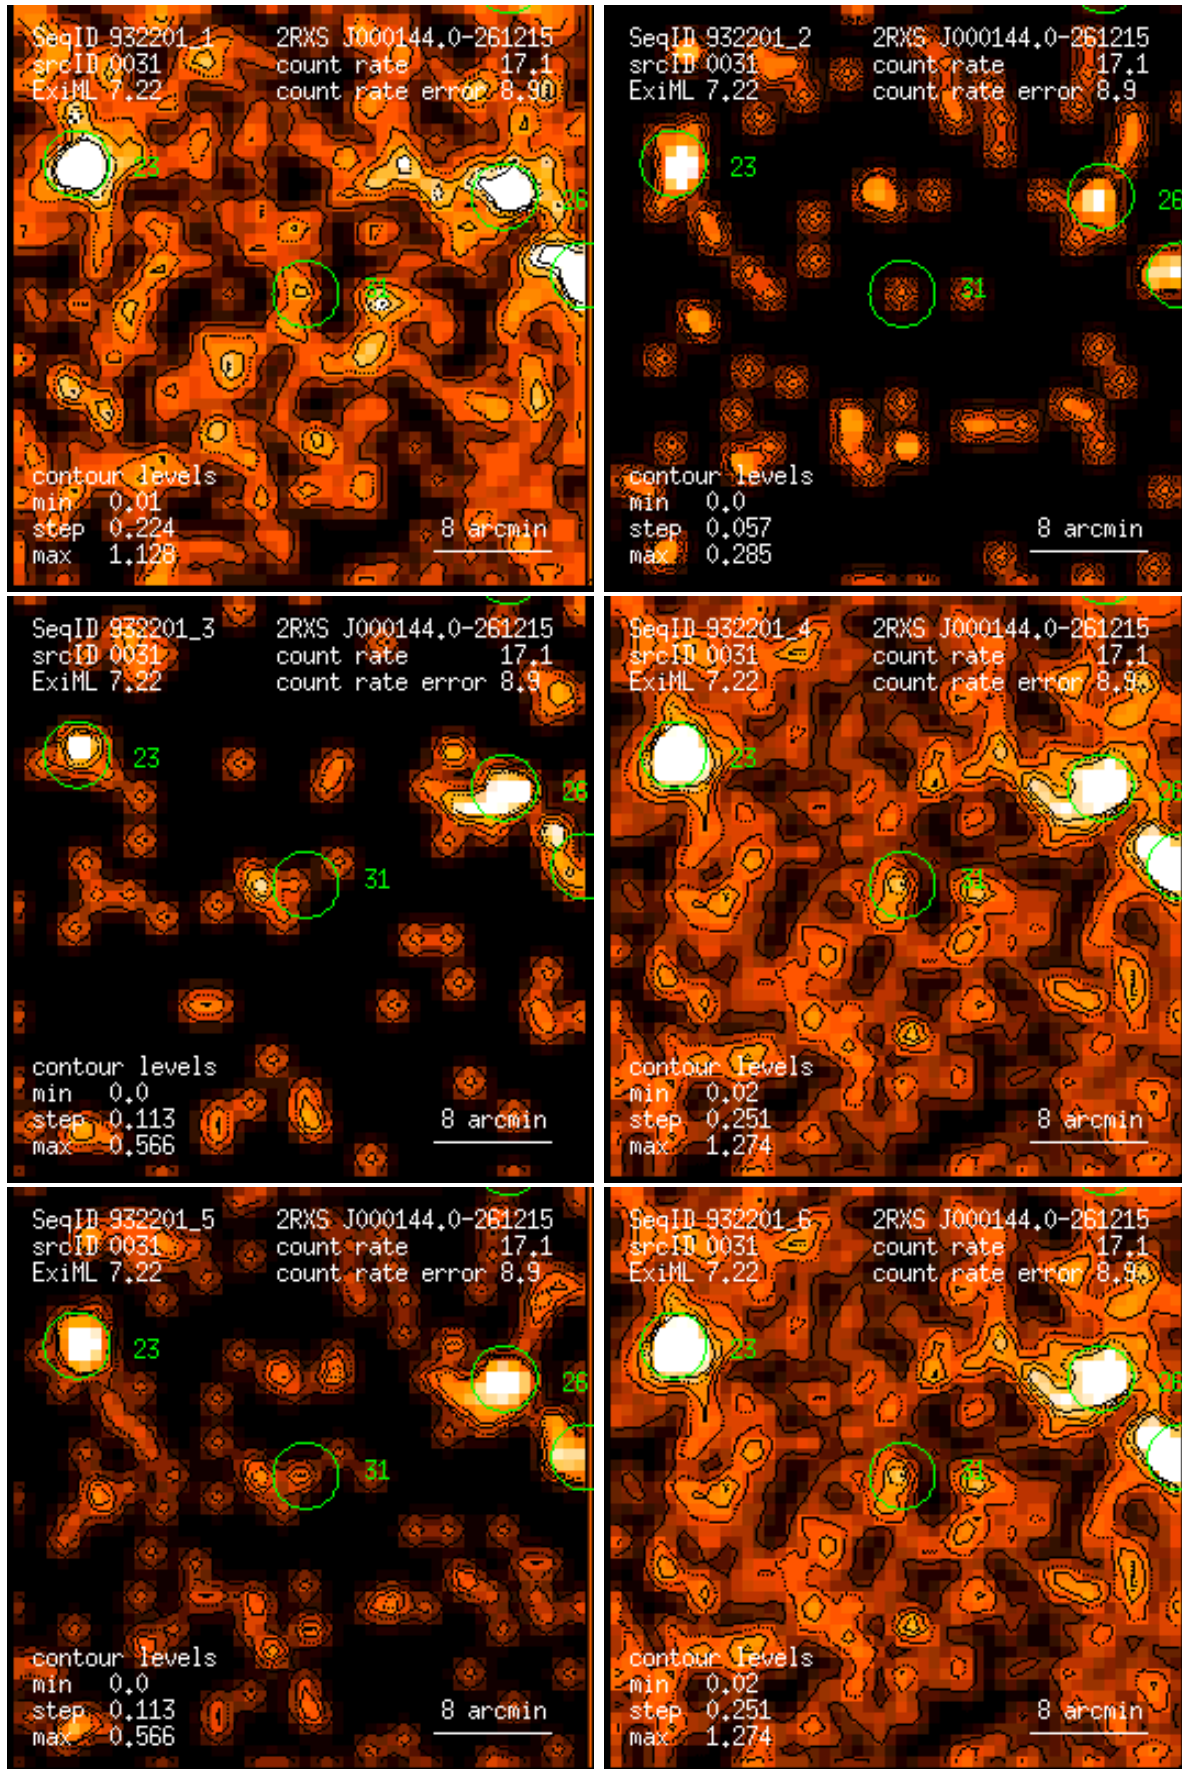 SeqID 932201_1 2RXS J000144.0-261215
srcID 0031 count rate 17.1
ExiML 7.22 count rate error 8.9
23
26
31
contour levels
min 0.01
step 0.224
max 1.128
8 arcmin
SeqID 932201_2 2RXS J000144.0-261215
srcID 0031 count rate 17.1
ExiML 7.22 count rate error 8.9
23
26
31
contour levels
min 0.0
step 0.057
max 0.285
8 arcmin
SeqID 932201_3 2RXS J000144.0-261215
srcID 0031 count rate 17.1
ExiML 7.22 count rate error 8.9
23
26
31
contour levels
min 0.0
step 0.113
max 0.566
8 arcmin
SeqID 932201_4 2RXS J000144.0-261215
srcID 0031 count rate 17.1
ExiML 7.22 count rate error 8.9
23
26
31
contour levels
min 0.02
step 0.251
max 1.274
8 arcmin
SeqID 932201_5 2RXS J000144.0-261215
srcID 0031 count rate 17.1
ExiML 7.22 count rate error 8.9
23
26
31
contour levels
min 0.0
step 0.113
max 0.566
8 arcmin
SeqID 932201_6 2RXS J000144.0-261215
srcID 0031 count rate 17.1
ExiML 7.22 count rate error 8.9
23
26
31
contour levels
min 0.02
step 0.251
max 1.274
8 arcmin